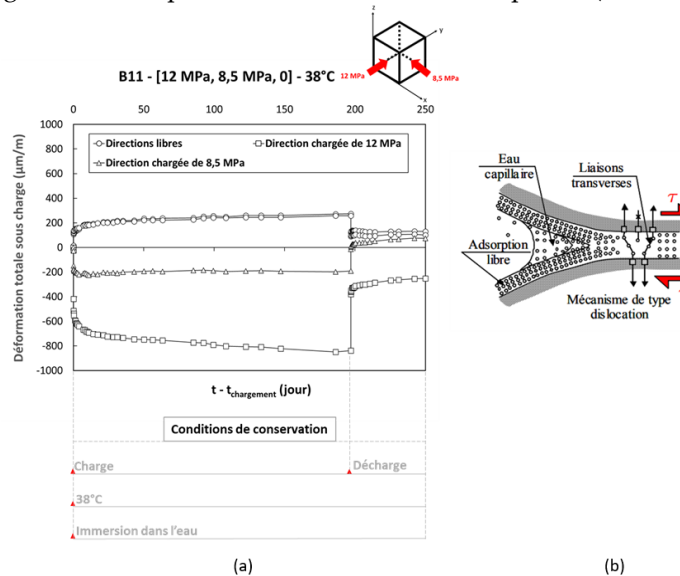 z
y
B11 - [12 MPa, 8,5 MPa, 0] - 38°C
12 MPa
8,5 MPa
x
0 50 100 150 200 250
1000
800
600
400
200
0
-200
-400
-600
-800
-1000
Directions libres
Direction chargée de 12 MPa
Direction chargée de 8,5 MPa
Déformation totale sous charge (µm/m)
t - tchargement (jour)
Conditions de conservation
Charge
Décharge
38°C
Immersion dans l'eau
(a)
Eau
capillaire
Liaisons
transverses
τ
Adsorption
libre
Mécanisme de type
dislocation
(b)